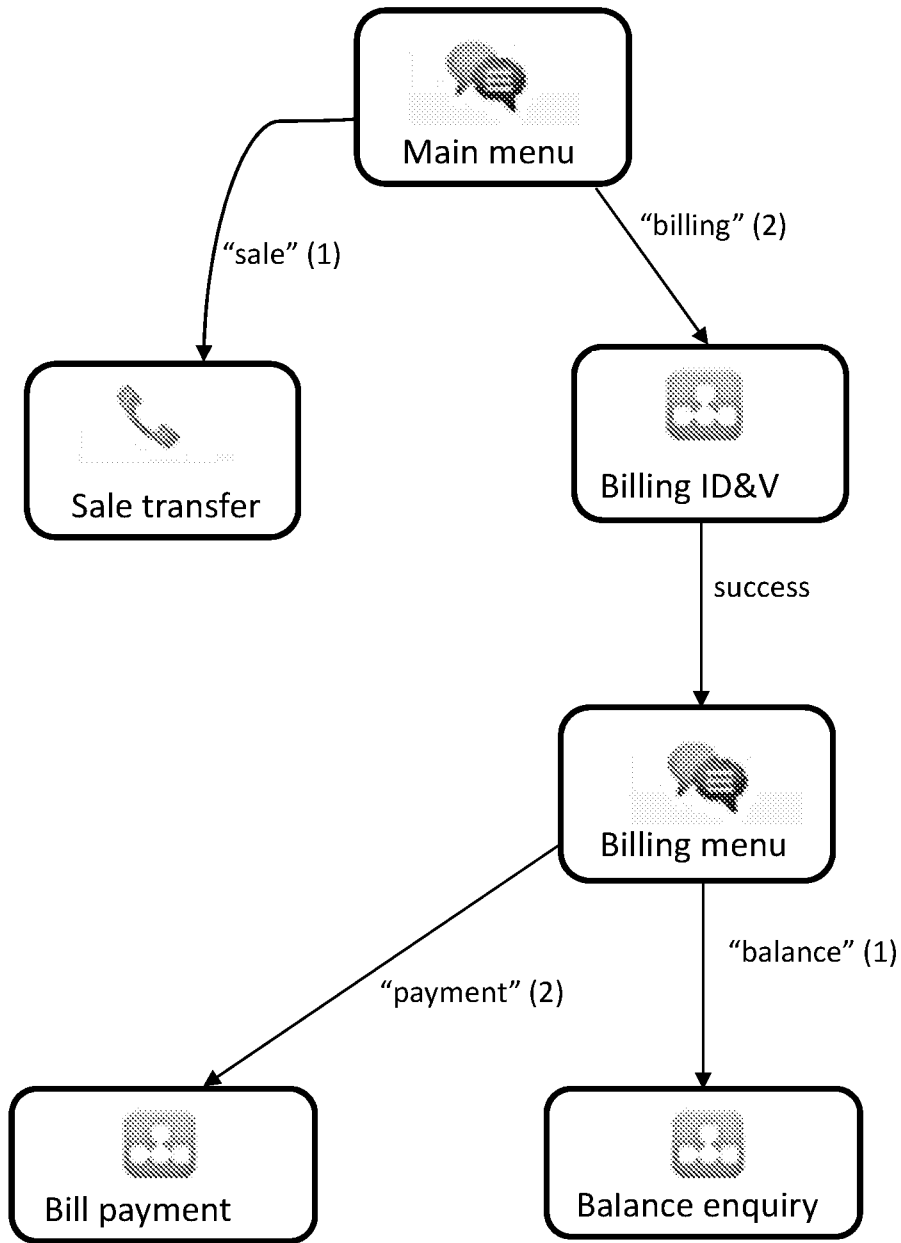 Main menu
“sale” (1)
“billing” (2)
Sale transfer
Billing ID&V
success
Billing menu
“payment” (2)
“balance” (1)
Bill payment
Balance enquiry